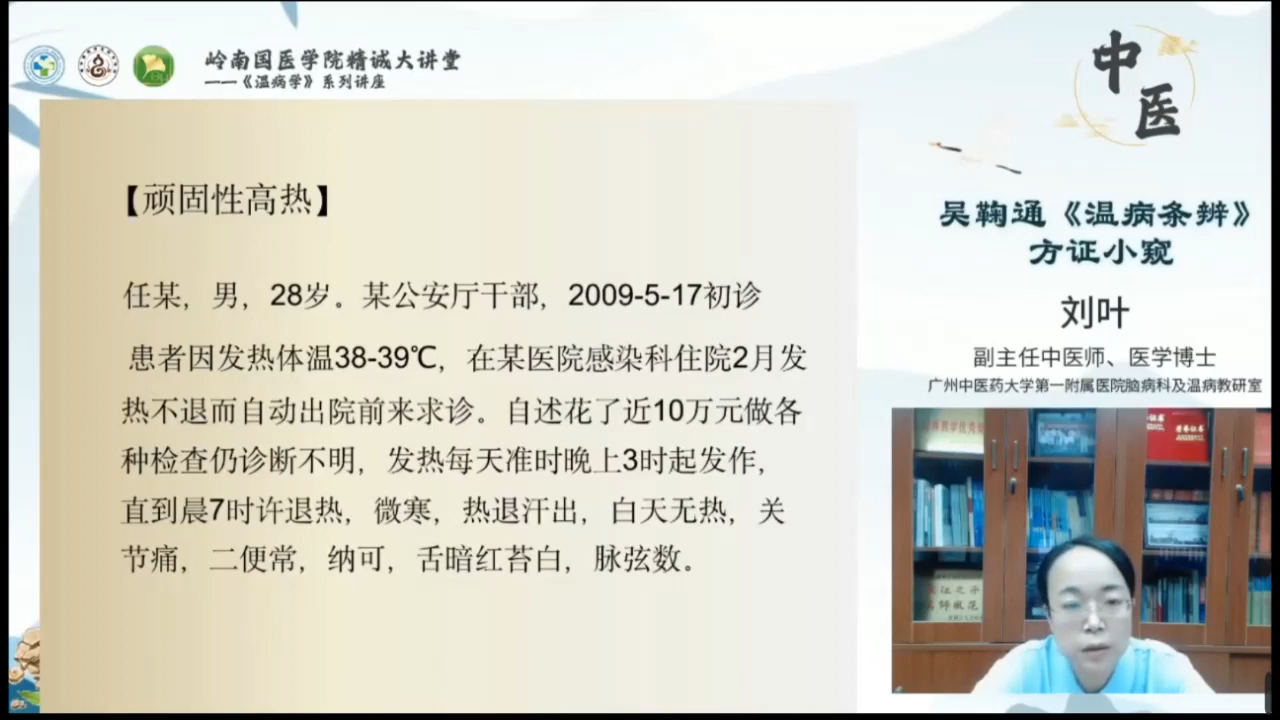 岭南国医学院精诚大讲堂
——《温病学》系列讲座
中医
【顽固性高热】
任某，男，28岁。某公安厅干部，2009-5-17初诊
患者因发热体温38-39℃，在某医院感染科住院2月发
热不退而自动出院前来求诊。自述花了近10万元做各
种检查仍诊断不明，发热每天准时晚上3时起发作，
直到晨7时许退热，微寒，热退汗出，白天无热，关
节痛，二便常，纳可，舌暗红苔白，脉弦数。
吴鞠通《温病条辨》
方证小窥
刘叶
副主任中医师、医学博士
广州中医药大学第一附属医院脑病科及温病教研室